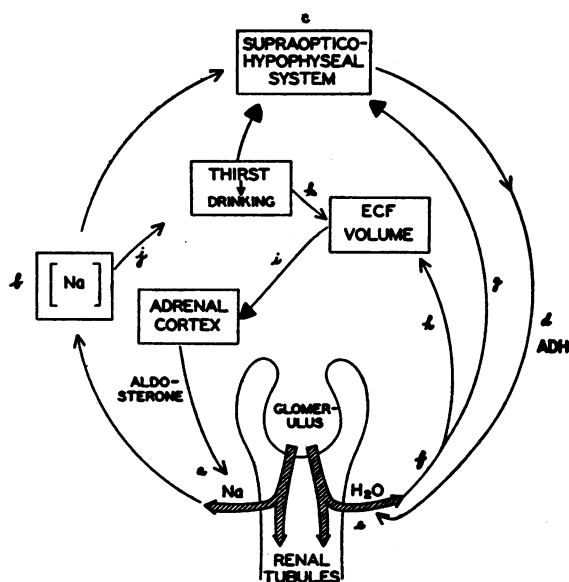 c
SUPRAOPTICO-
HYPOPHYSEAL
SYSTEM
THIRST
DRINKING
k
ECF
VOLUME
b
[Na]
j
i
g
ADRENAL
CORTEX
h
d
ADH
ALDO-
STERONE
GLOMER-
ULUS
a
f
Na
H₂O
e
RENAL
TUBULES